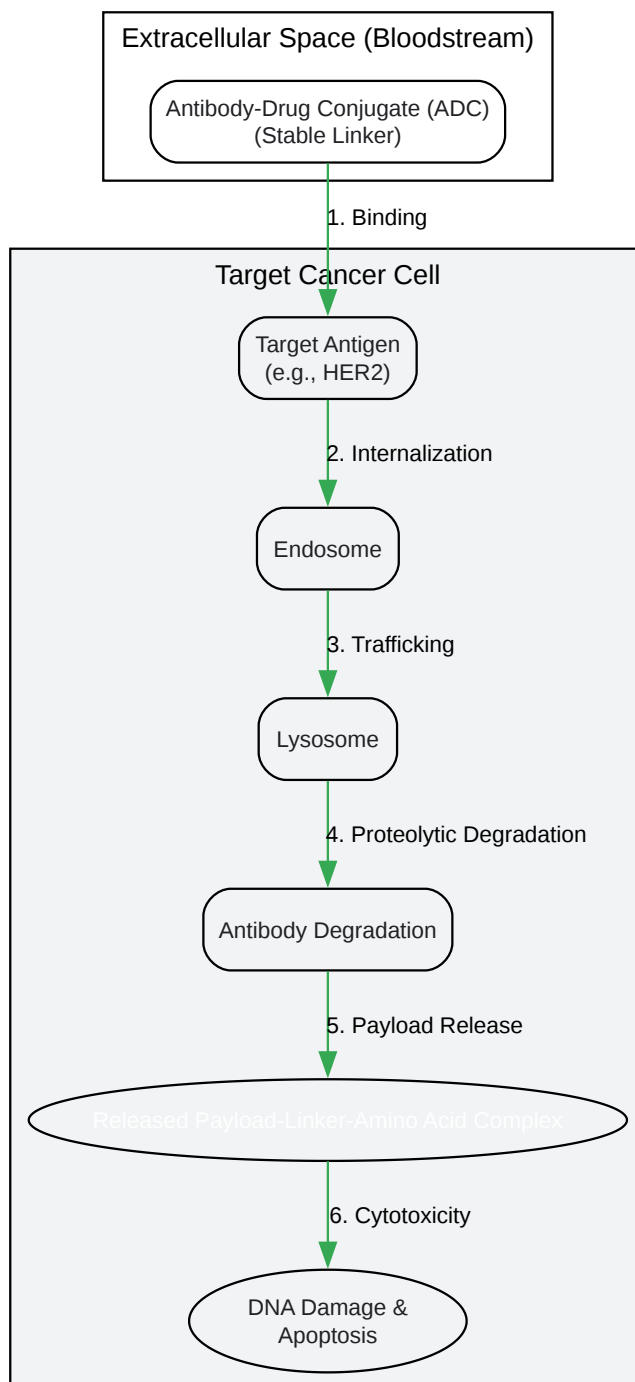 Extracellular Space (Bloodstream)
Antibody-Drug Conjugate (ADC)
(Stable Linker)
1. Binding
Target Cancer Cell
Target Antigen
(e.g., HER2)
2. Internalization
Endosome
3. Trafficking
Lysosome
4. Proteolytic Degradation
Antibody Degradation
5. Payload Release
Released Payload-Linker-Amino Acid Complex
6. Cytotoxicity
DNA Damage &
Apoptosis